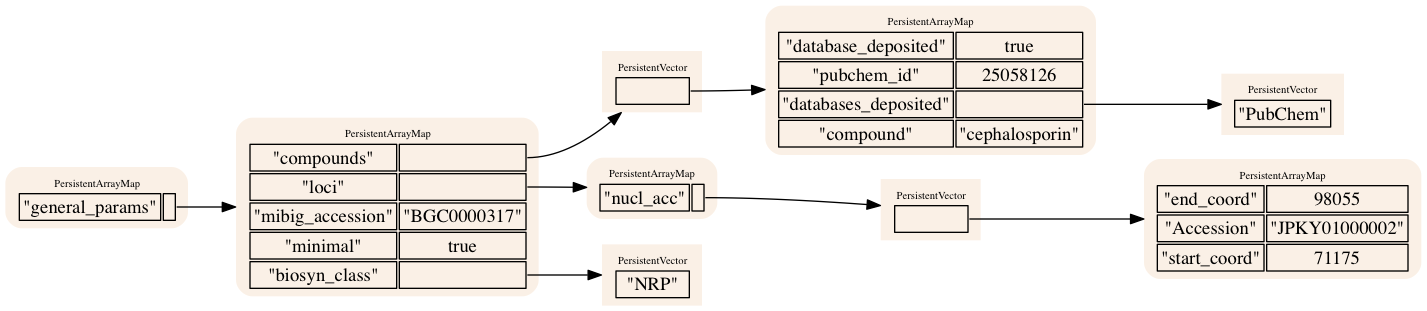 PersistentArrayMap
"general_params"
PersistentArrayMap
"compounds"
"loci"
"mibig_accession" "BGC0000317"
"minimal" true
"biosyn_class"
PersistentVector
PersistentArrayMap
"database_deposited" true
"pubchem_id" 25058126
"databases_deposited"
"compound" "cephalosporin"
PersistentVector
"PubChem"
PersistentArrayMap
"nucl_acc"
PersistentVector
PersistentArrayMap
"end_coord" 98055
"Accession" "JPKY01000002"
"start_coord" 71175
PersistentVector
"NRP"